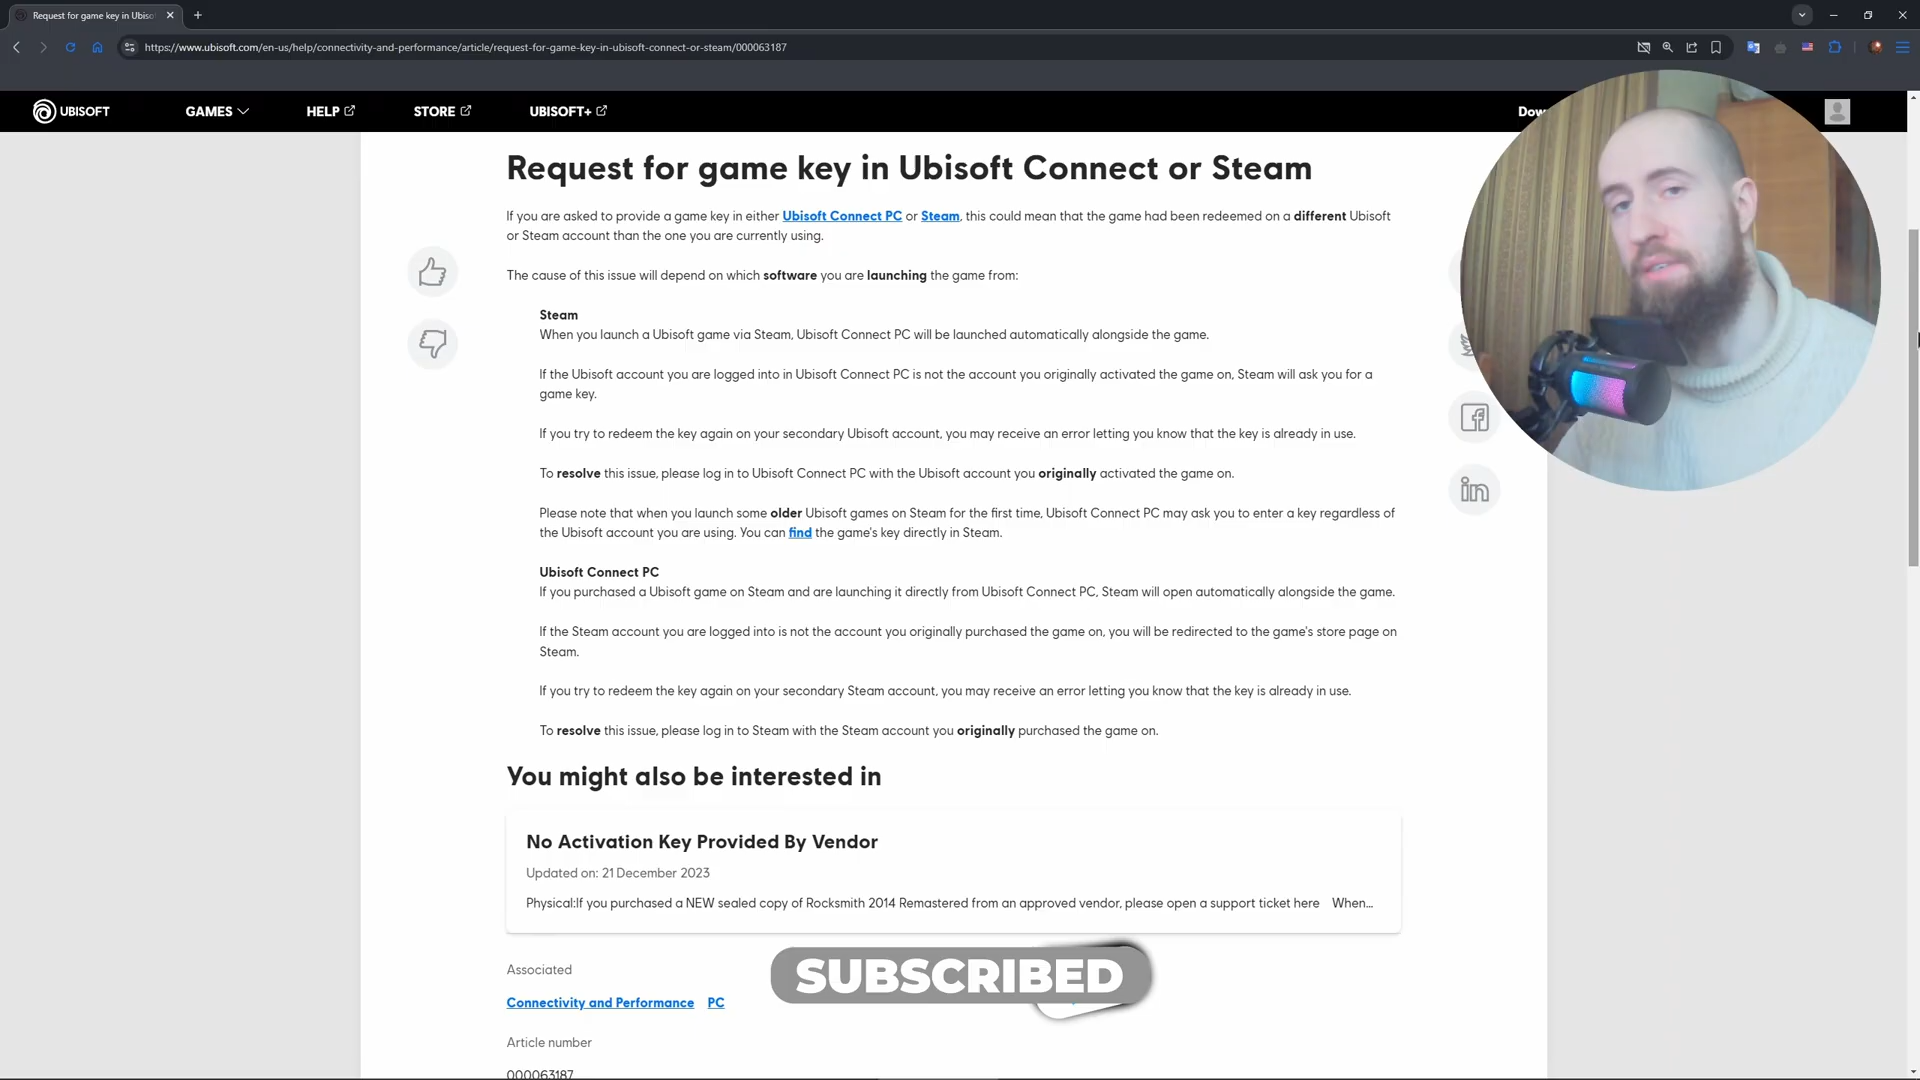 Request for game key in Ubiso
https://www.ubisoft.com/en-us/help/connectivity-and-performance/article/request-for-game-key-in-ubisoft-connect-or-steam/000063187
UBISOFT
GAMES
HELP
STORE
UBISOFT+
Dow
Request for game key in Ubisoft Connect or Steam
If you are asked to provide a game key in either Ubisoft Connect PC or Steam, this could mean that the game had been redeemed on a different Ubisoft
or Steam account than the one you are currently using.
The cause of this issue will depend on which software you are launching the game from:
Steam
When you launch a Ubisoft game via Steam, Ubisoft Connect PC will be launched automatically alongside the game.
If the Ubisoft account you are logged into in Ubisoft Connect PC is not the account you originally activated the game on, Steam will ask you for a
game key.
If you try to redeem the key again on your secondary Ubisoft account, you may receive an error letting you know that the key is already in use.
To resolve this issue, please log in to Ubisoft Connect PC with the Ubisoft account you originally activated the game on.
Please note that when you launch some older Ubisoft games on Steam for the first time, Ubisoft Connect PC may ask you to enter a key regardless of
the Ubisoft account you are using. You can find the game's key directly in Steam.
Ubisoft Connect PC
If you purchased a Ubisoft game on Steam and are launching it directly from Ubisoft Connect PC, Steam will open automatically alongside the game.
If the Steam account you are logged into is not the account you originally purchased the game on, you will be redirected to the game's store page on
Steam.
If you try to redeem the key again on your secondary Steam account, you may receive an error letting you know that the key is already in use.
To resolve this issue, please log in to Steam with the Steam account you originally purchased the game on.
You might also be interested in
No Activation Key Provided By Vendor
Updated on: 21 December 2023
Physical:If you purchased a NEW sealed copy of Rocksmith 2014 Remastered from an approved vendor, please open a support ticket here When...
SUBSCRIBED
Associated
Connectivity and Performance PC
Article number
000063187